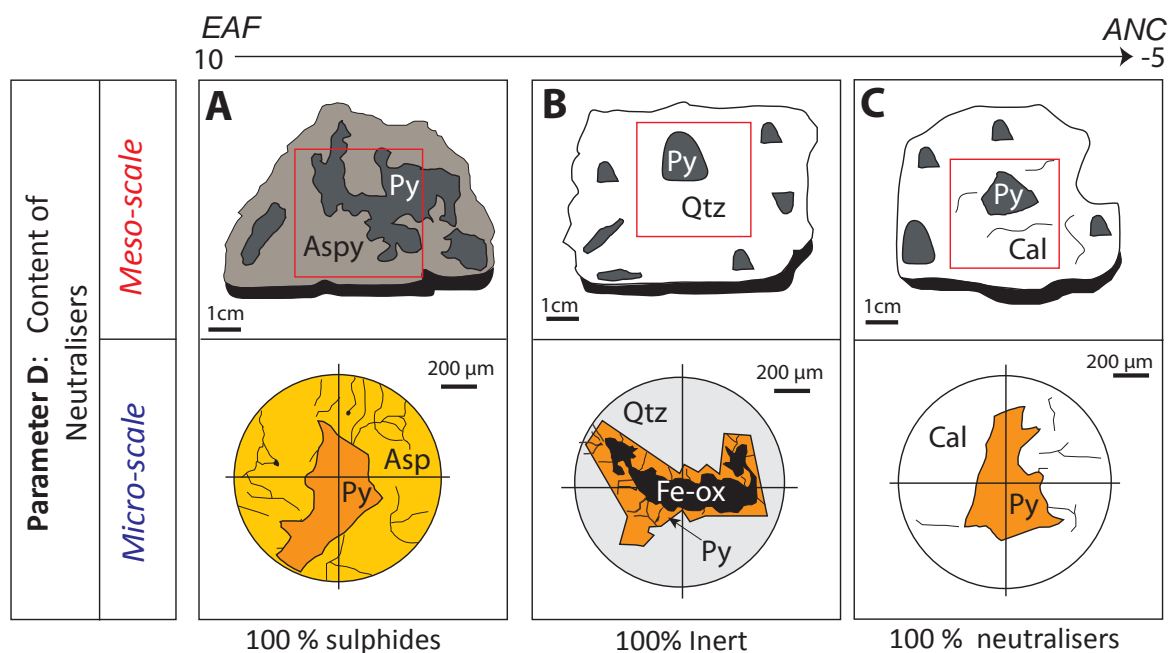 EAF
ANC
10
-5
Parameter D: Content of
Neutralisers
Meso-scale
Micro-scale
A
Py
Aspy
1cm
B
Py
Qtz
1cm
C
Py
Cal
1cm
200 µm
Asp
Py
200 µm
Qtz
Fe-ox
Py
200 µm
Cal
Py
100 % sulphides
100% Inert
100 % neutralisers